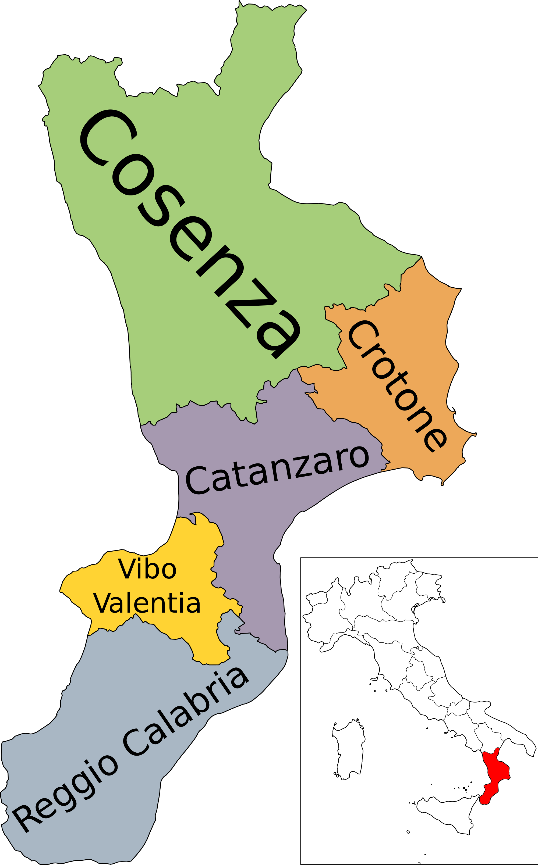 Cosenza
Crotone
Catanzaro
Vibo
Valentia
Reggio Calabria